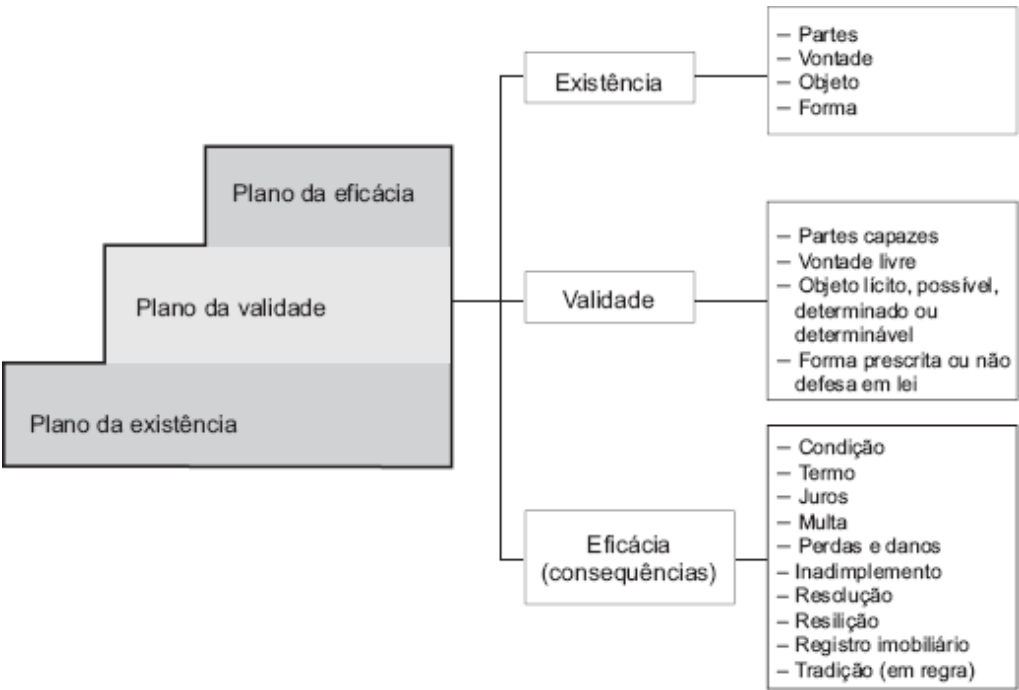 Plano da eficácia
Plano da validade
Plano da existência
Existência
– Partes
– Vontade
– Objeto
– Forma
Validade
– Partes capazes
– Vontade livre
– Objeto lícito, possível,
determinado ou
determinável
– Forma prescrita ou não
defesa em lei
Eficácia
(consequências)
– Condição
– Termo
– Juros
– Multa
– Perdas e danos
– Inadimplemento
– Resolução
– Resilição
– Registro imobiliário
– Tradição (em regra)